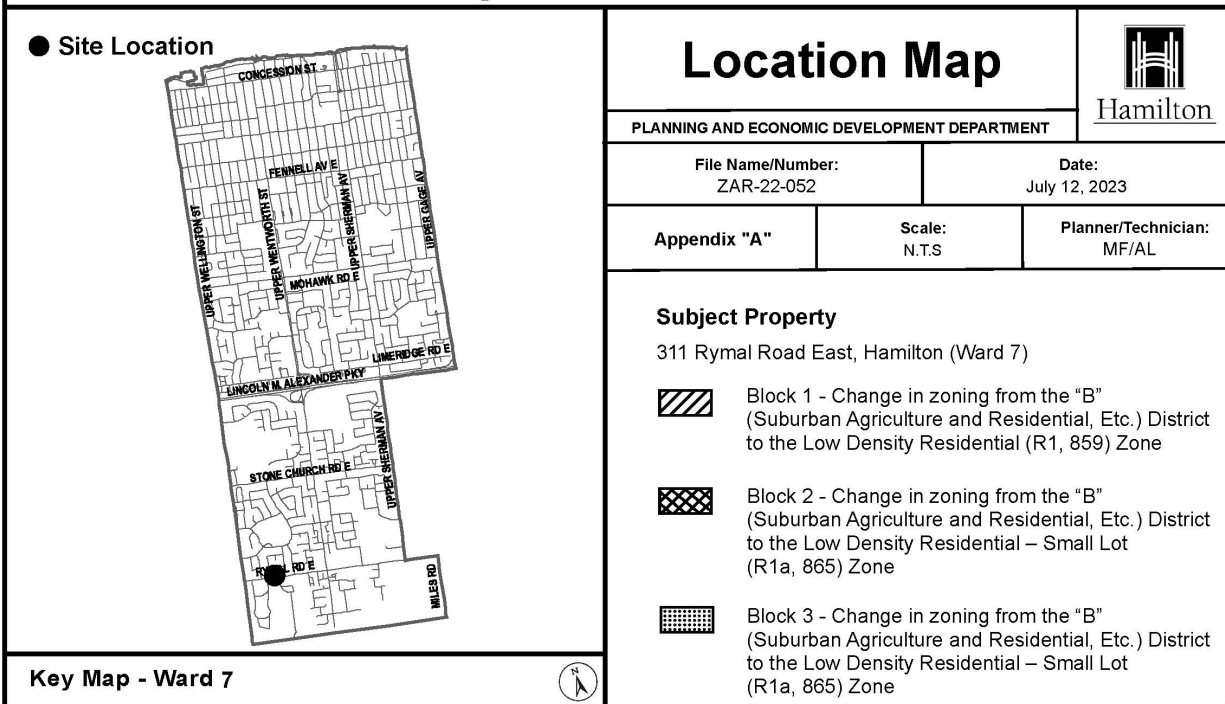 Site Location
CONCESSION ST
FENNELL AV E
UPPER WELLINGTON ST
UPPER WENTWORTH ST
UPPER SHERMAN AV
UPPER GAGE AV
MOHAWK RD E
LIMERIDGE RD E
LINCOLN M. ALEXANDER PKY
UPPER SHERMAN AV
STONE CHURCH RD E
RD E
MILES RD
Key Map - Ward 7
N
Location Map
Hamilton
PLANNING AND ECONOMIC DEVELOPMENT DEPARTMENT
File Name/Number:
ZAR-22-052
Date:
July 12, 2023
Appendix "A"
Scale:
N.T.S
Planner/Technician:
MF/AL
Subject Property
311 Rymal Road East, Hamilton (Ward 7)
Block 1 - Change in zoning from the “B”
(Suburban Agriculture and Residential, Etc.) District
to the Low Density Residential (R1, 859) Zone
Block 2 - Change in zoning from the “B”
(Suburban Agriculture and Residential, Etc.) District
to the Low Density Residential – Small Lot
(R1a, 865) Zone
Block 3 - Change in zoning from the “B”
(Suburban Agriculture and Residential, Etc.) District
to the Low Density Residential – Small Lot
(R1a, 865) Zone